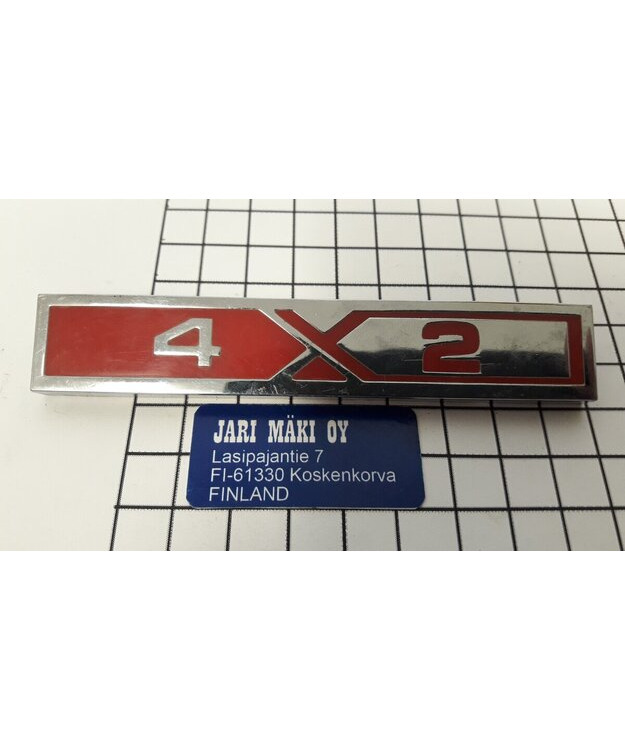 4X2
JARI MÄKI OY
Lasipajantie 7
FI-61330 Koskenkorva
FINLAND